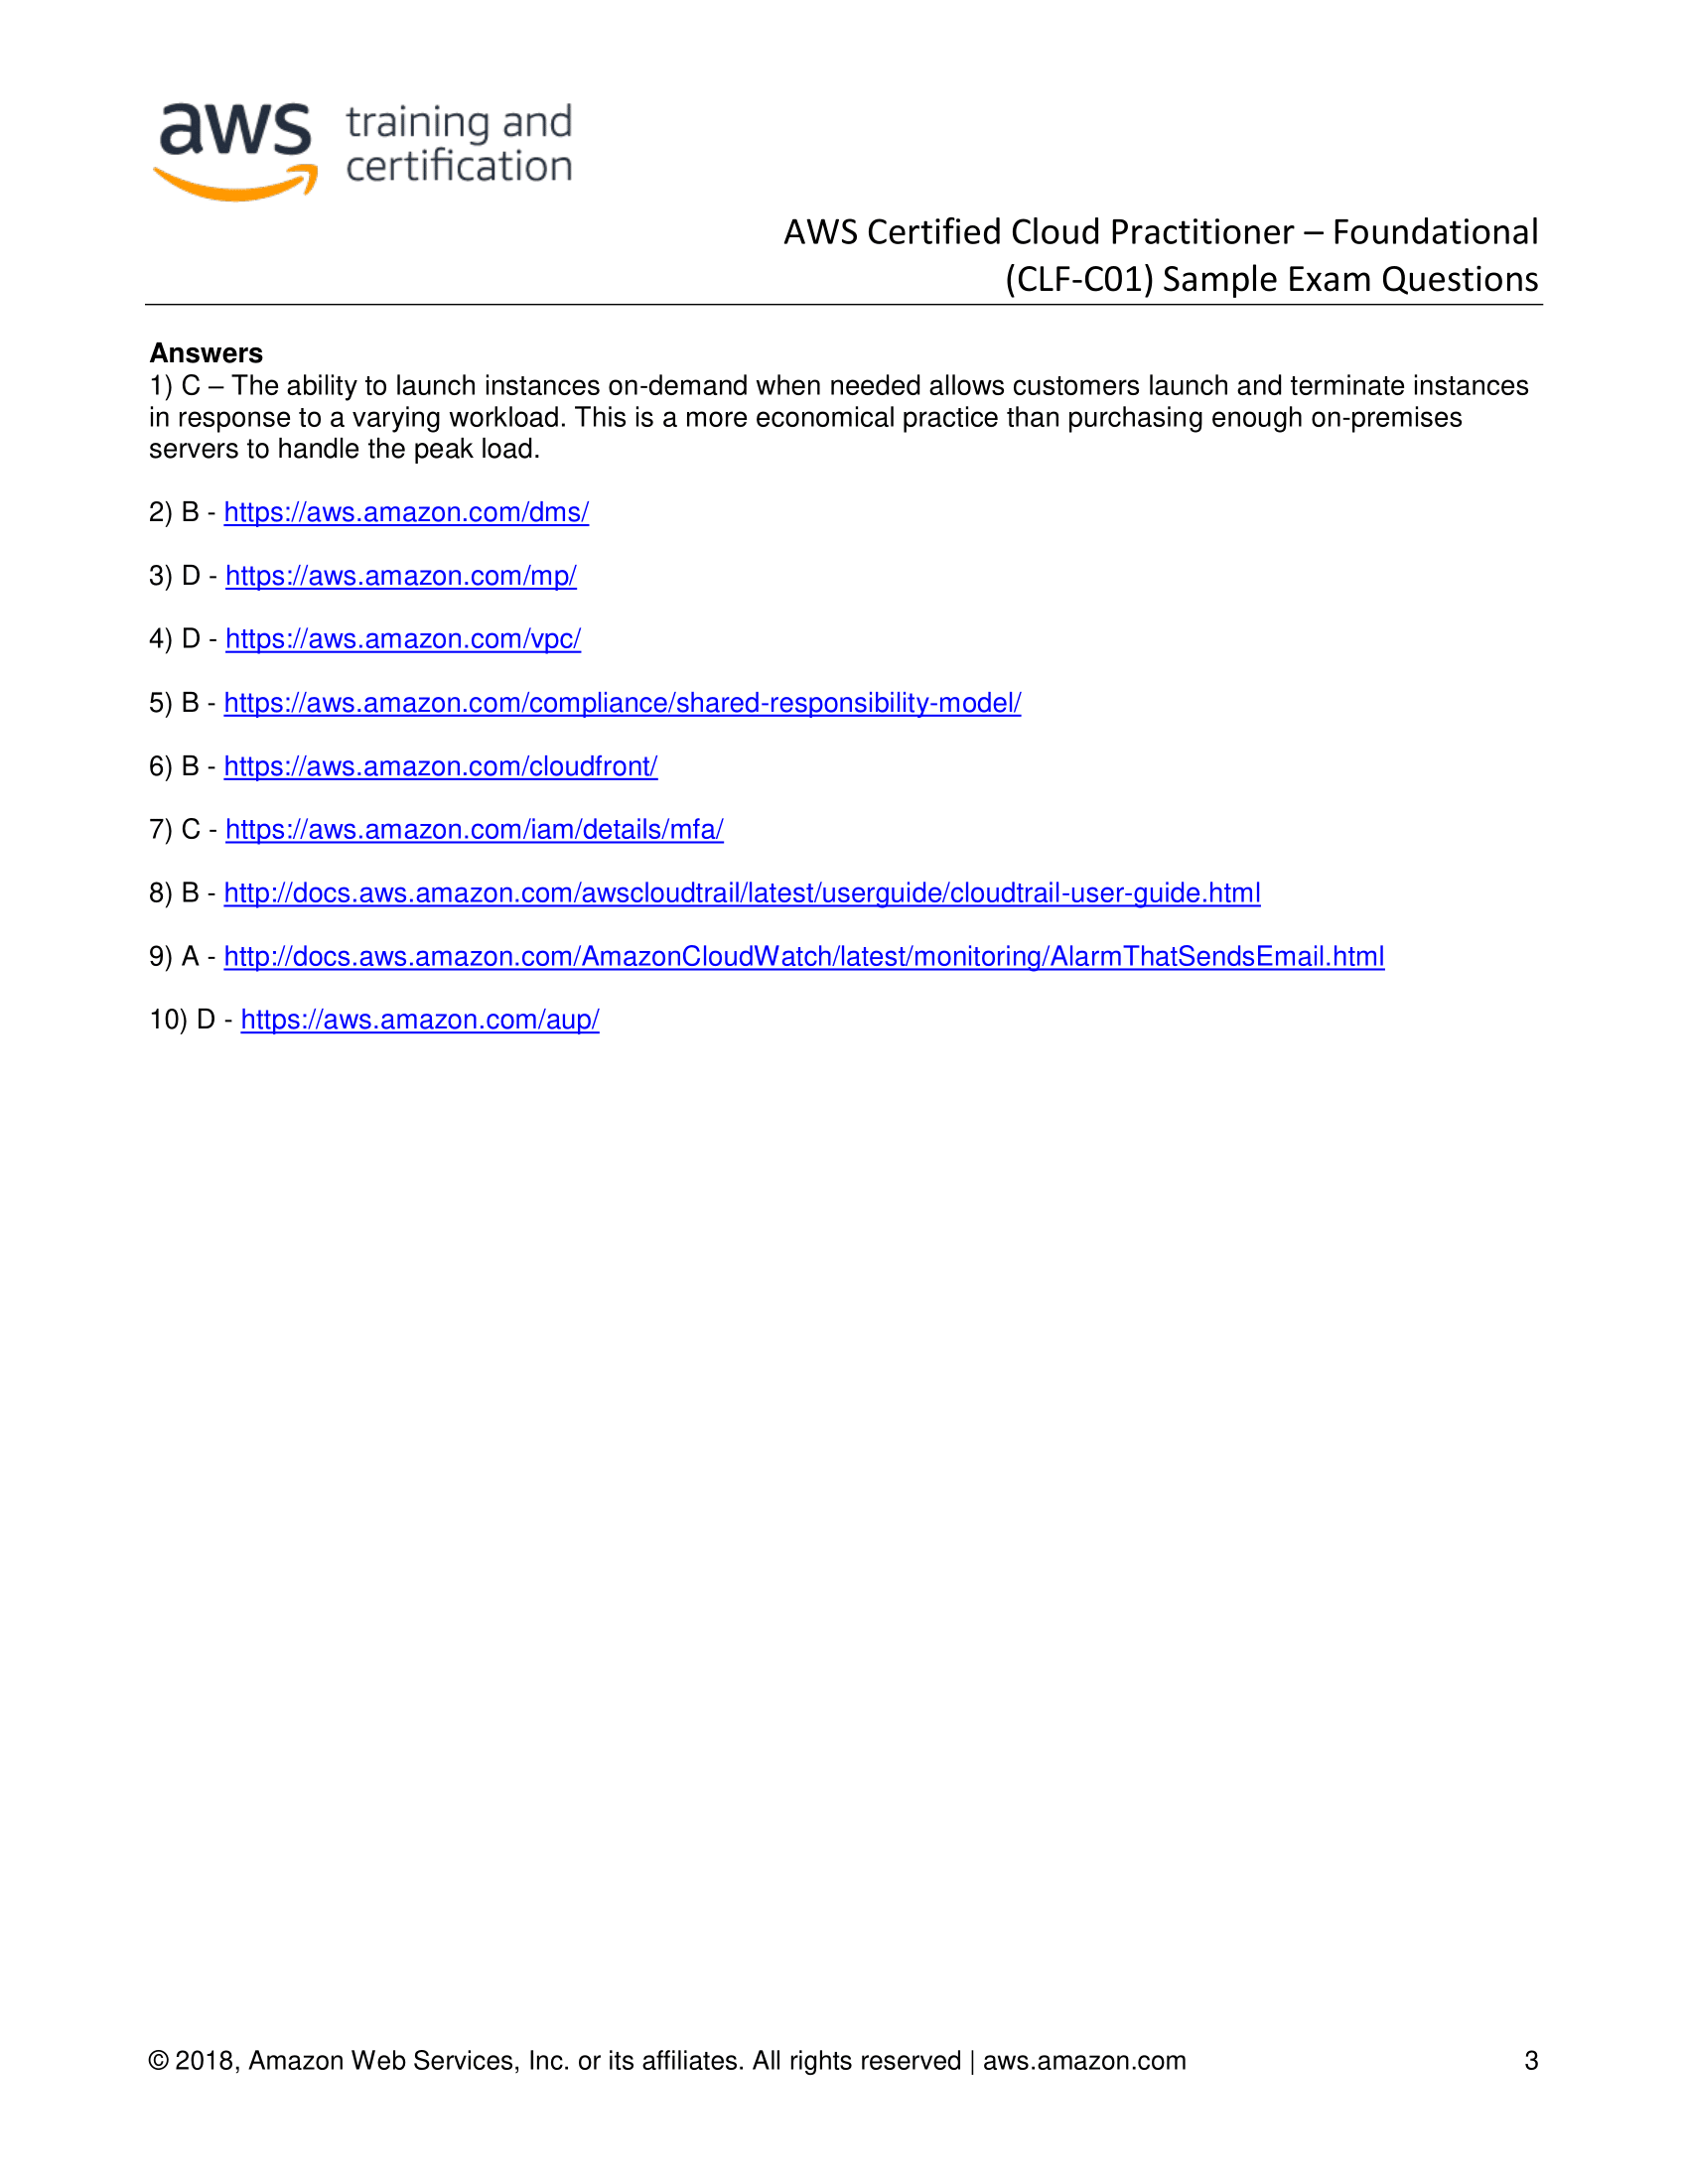 aws training and
certification
AWS Certified Cloud Practitioner – Foundational
(CLF-C01) Sample Exam Questions
Answers
1) C – The ability to launch instances on-demand when needed allows customers launch and terminate instances
in response to a varying workload. This is a more economical practice than purchasing enough on-premises
servers to handle the peak load.
2) B - https://aws.amazon.com/dms/
3) D - https://aws.amazon.com/mp/
4) D - https://aws.amazon.com/vpc/
5) B - https://aws.amazon.com/compliance/shared-responsibility-model/
6) B - https://aws.amazon.com/cloudfront/
7) C - https://aws.amazon.com/iam/details/mfa/
8) B - http://docs.aws.amazon.com/awscloudtrail/latest/userguide/cloudtrail-user-guide.html
9) A - http://docs.aws.amazon.com/AmazonCloudWatch/latest/monitoring/AlarmThatSendsEmail.html
10) D - https://aws.amazon.com/aup/
© 2018, Amazon Web Services, Inc. or its affiliates. All rights reserved | aws.amazon.com 3